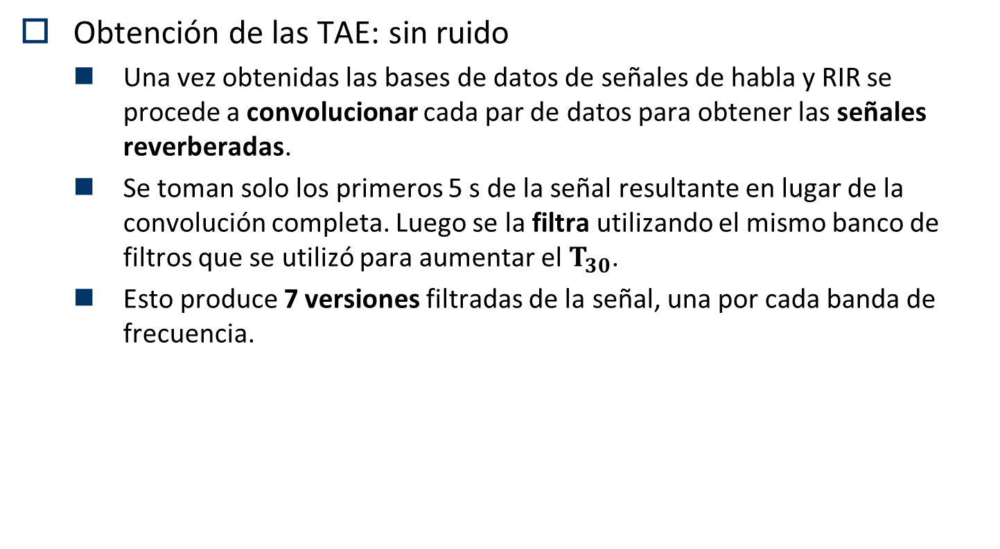 Obtención de las TAE: sin ruido
Una vez obtenidas las bases de datos de señales de habla y RIR se
procede a convolucionar cada par de datos para obtener las señales
reverberadas.
Se toman solo los primeros 5 s de la señal resultante en lugar de la
convolución completa. Luego se la filtra utilizando el mismo banco de
filtros que se utilizó para aumentar el T₃₀.
Esto produce 7 versiones filtradas de la señal, una por cada banda de
frecuencia.